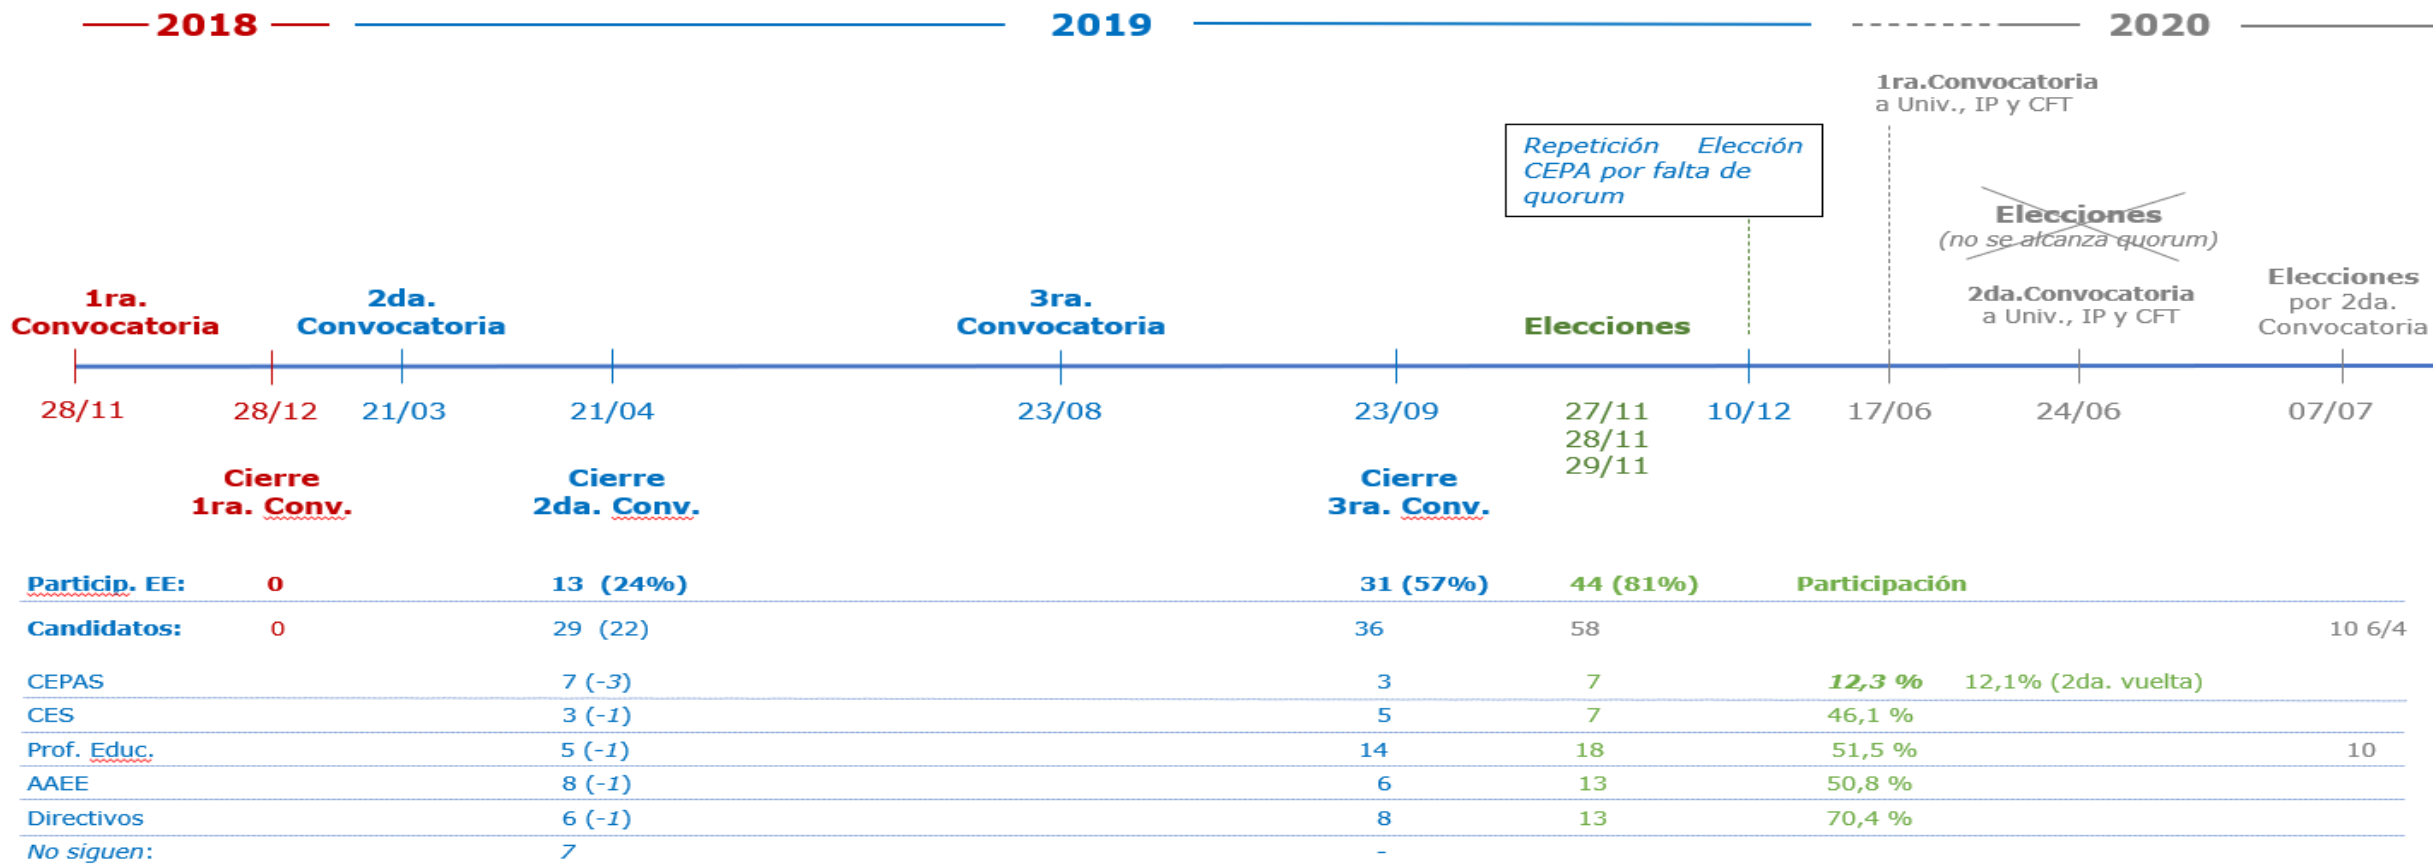 2018 2019 2020
1ra.Convocatoria
a Univ., IP y CFT
Repetición Elección
CEPA por falta de
quorum
Elecciones
(no se alcanza quorum)
1ra.
Convocatoria
2da.
Convocatoria
3ra.
Convocatoria
Elecciones
2da.Convocatoria
a Univ., IP y CFT
Elecciones
por 2da.
Convocatoria
28/11 28/12 21/03 21/04 23/08 23/09 27/11 10/12 17/06 24/06 07/07
28/11
29/11
Cierre
1ra. Conv.
Cierre
2da. Conv.
Cierre
3ra. Conv.
Particip. EE: 0 13 (24%) 31 (57%) 44 (81%) Participación
Candidatos: 0 29 (22) 36 58 10 6/4
CEPAS 7 (-3) 3 7 12,3 % 12,1% (2da. vuelta)
CES 3 (-1) 5 7 46,1 %
Prof. Educ. 5 (-1) 14 18 51,5 % 10
AAEE 8 (-1) 6 13 50,8 %
Directivos 6 (-1) 8 13 70,4 %
No siguen: 7 -